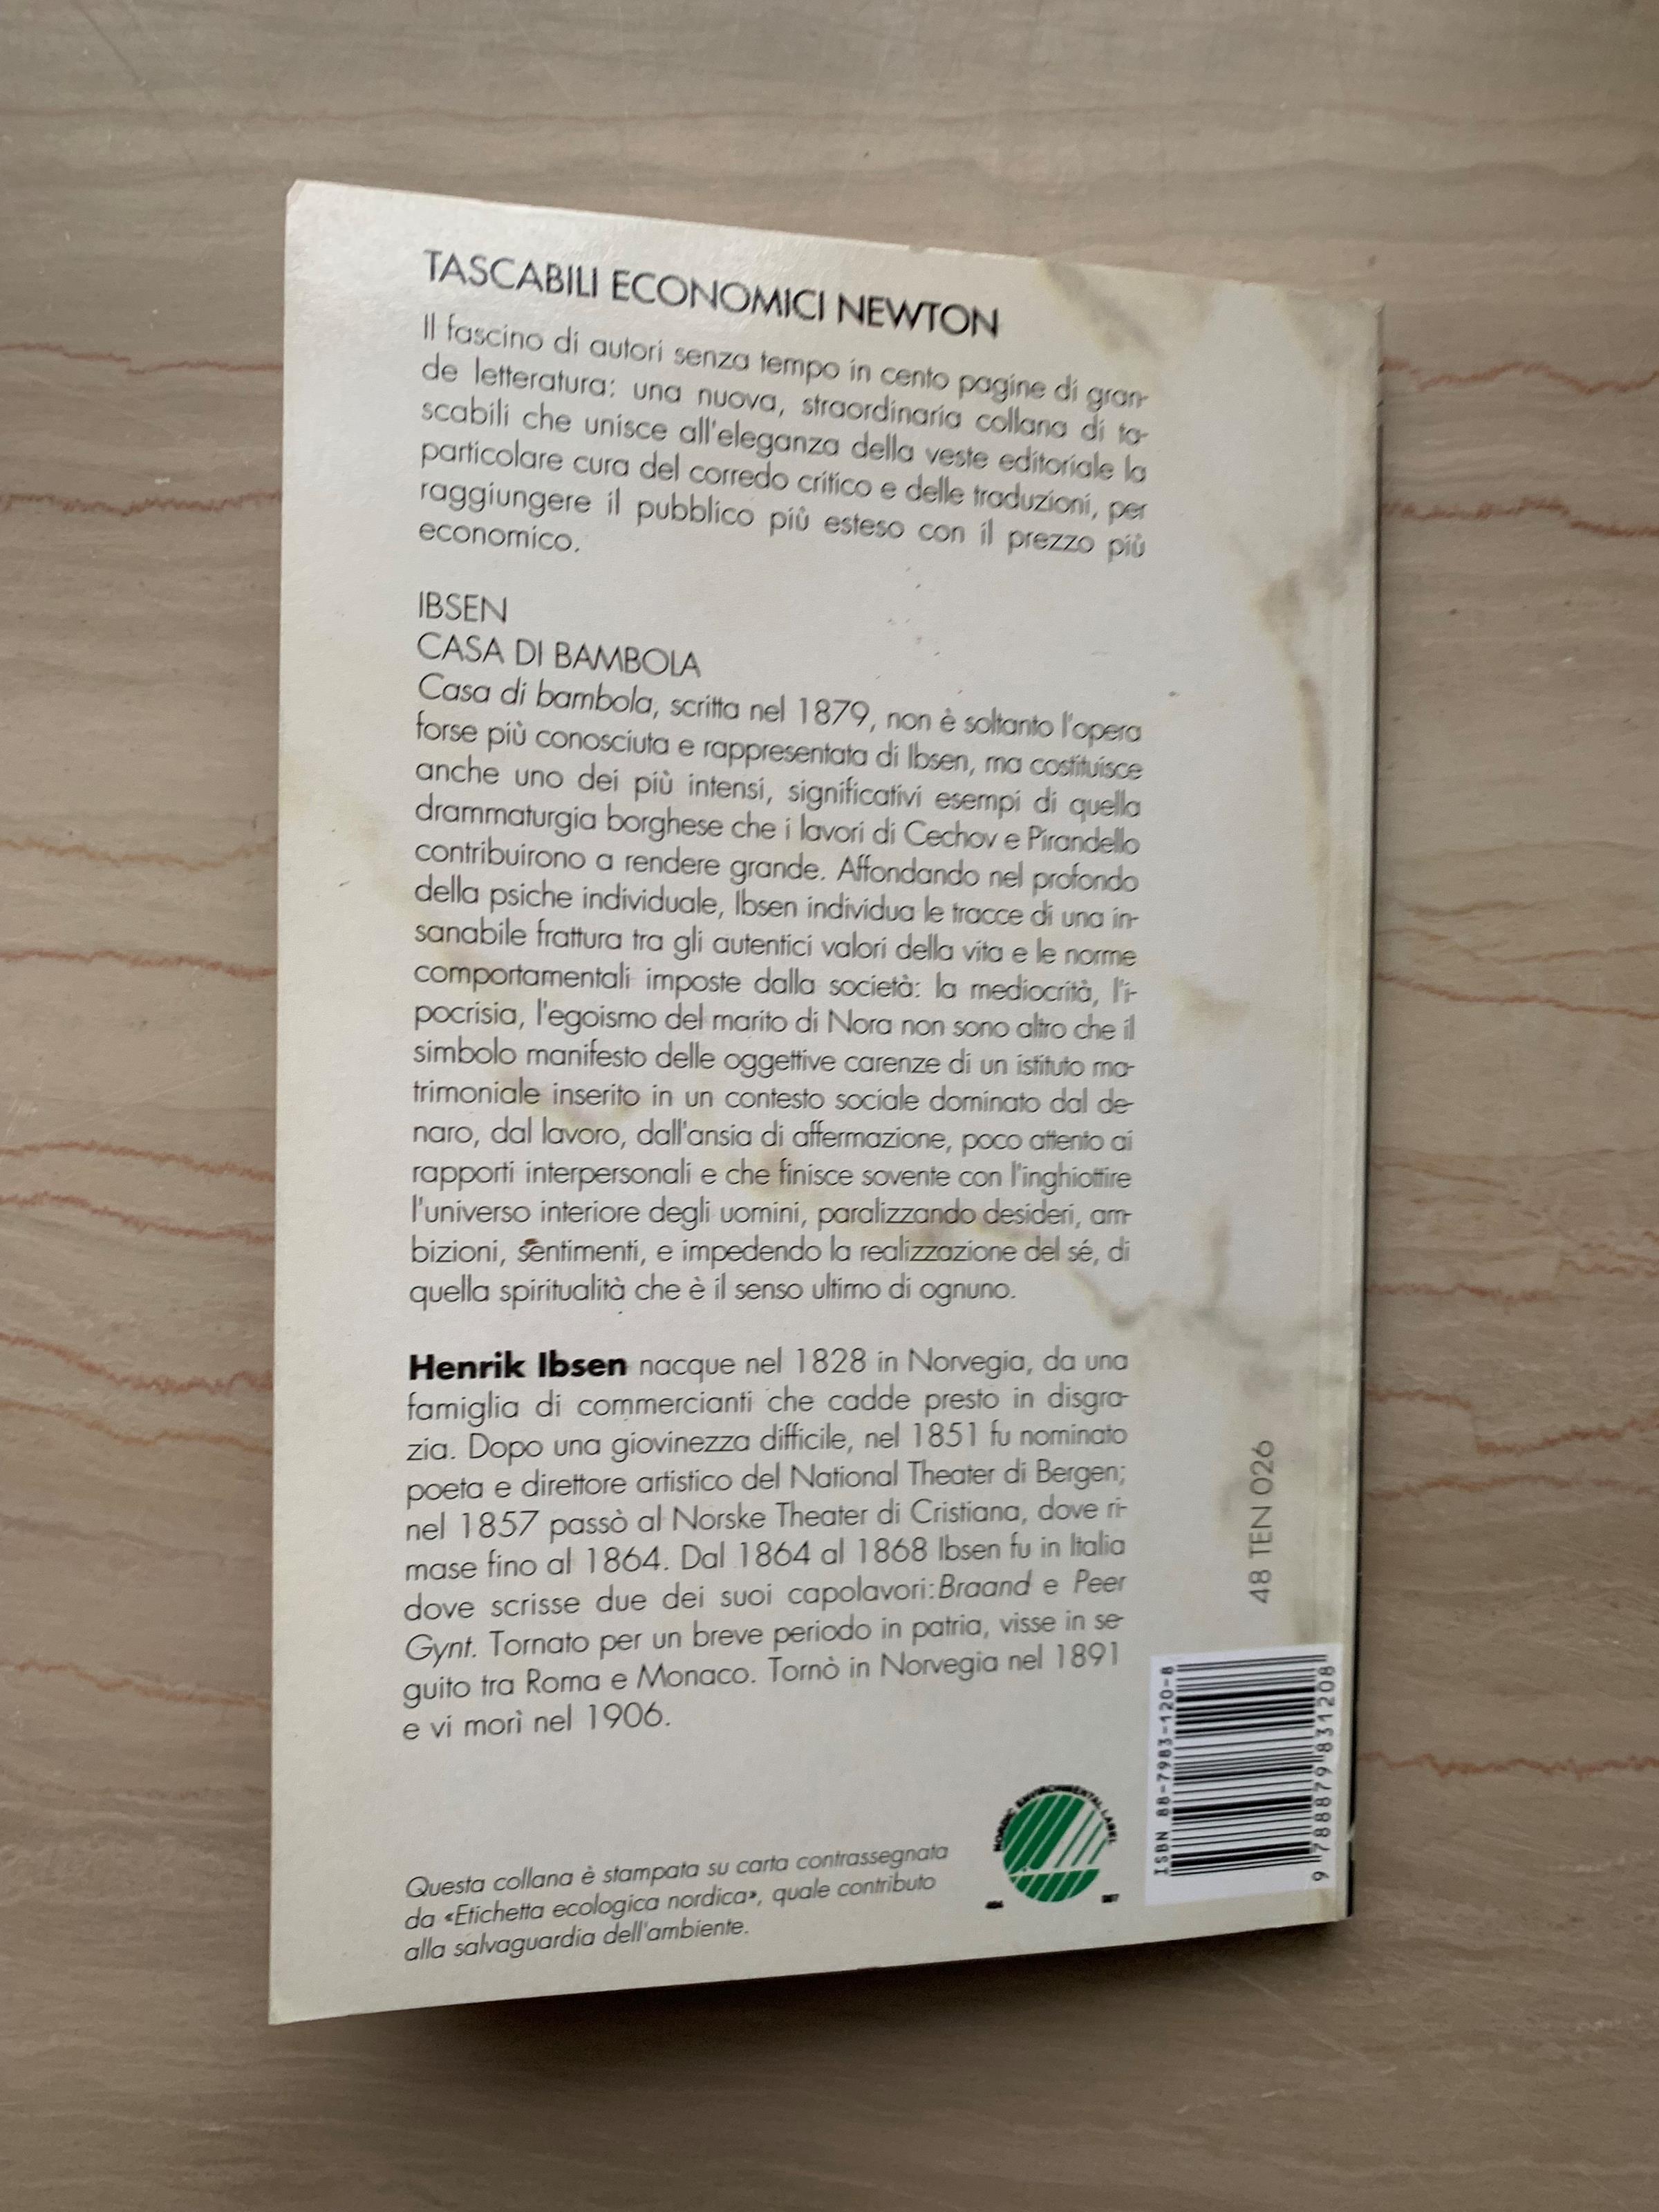 TASCABILI ECONOMICI NEWTON
Il fascino di autori senza tempo in cento pagine di gran-
de letteratura: una nuova, straordinaria collana di ta-
scabili che unisce all'eleganza della veste editoriale la
particolare cura del corredo critico e delle traduzioni, per
raggiungere il pubblico più esteso con il prezzo più
economico.
IBSEN
CASA DI BAMBOLA
Casa di bambola, scritta nel 1879, non è soltanto l'opera
forse più conosciuta e rappresentata di Ibsen, ma costituisce
anche uno dei più intensi, significativi esempi di quella
drammaturgia borghese che i lavori di Cechov e Pirandello
contribuirono a rendere grande. Affondando nel profondo
della psiche individuale, Ibsen individua le tracce di una in-
sanabile frattura tra gli autentici valori della vita e le norme
comportamentali imposte dalla società: la mediocrità, l'i-
pocrisia, l'egoismo del marito di Nora non sono altro che il
simbolo manifesto delle oggettive carenze di un istituto ma-
trimoniale inserito in un contesto sociale dominato dal de-
naro, dal lavoro, dall'ansia di affermazione, poco attento ai
rapporti interpersonali e che finisce sovente con l'inghiottire
l'universo interiore degli uomini, paralizzando desideri, am-
bizioni, sentimenti, e impedendo la realizzazione del sé, di
quella spiritualità che è il senso ultimo di ognuno.
Henrik Ibsen nacque nel 1828 in Norvegia, da una
famiglia di commercianti che cadde presto in disgra-
zia. Dopo una giovinezza difficile, nel 1851 fu nominato
poeta e direttore artistico del National Theater di Bergen;
nel 1857 passò al Norske Theater di Cristiana, dove ri-
mase fino al 1864. Dal 1864 al 1868 Ibsen fu in Italia
dove scrisse due dei suoi capolavori: Braand e Peer
Gynt. Tornato per un breve periodo in patria, visse in se-
guito tra Roma e Monaco. Tornò in Norvegia nel 1891
e vi morì nel 1906.
Questa collana è stampata su carta contrassegnata
da «Etichetta ecologica nordica», quale contributo
alla salvaguardia dell'ambiente.
NORDIC ENVIRONMENTAL LABEL
48 TEN 026
ISBN 88-7983-120-8
9 788879 831208